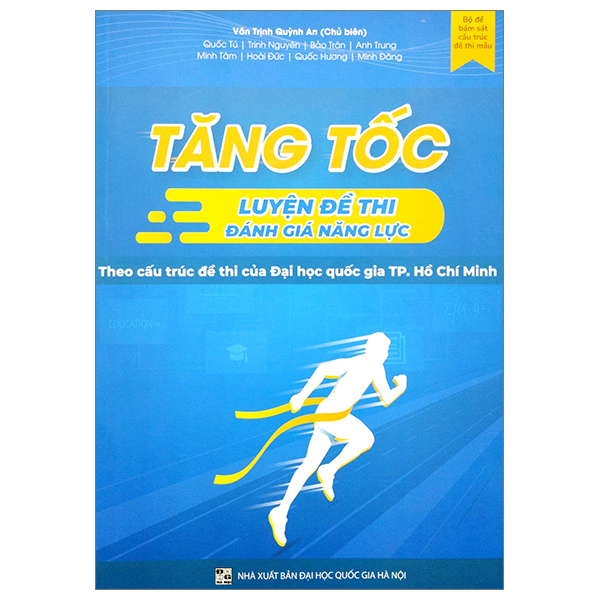 Văn Trịnh Quỳnh An (Chủ biên)
Quốc Tú | Trình Nguyên | Bảo Trân | Anh Trung
Minh Tâm | Hoài Đức | Quốc Hương | Minh Đăng
Bộ đề
bám sát
cấu trúc
đề thi mẫu
TĂNG TỐC
LUYỆN ĐỀ THI
ĐÁNH GIÁ NĂNG LỰC
Theo cấu trúc đề thi của Đại học quốc gia TP. Hồ Chí Minh
EDUCATION
NHÀ XUẤT BẢN ĐẠI HỌC QUỐC GIA HÀ NỘI